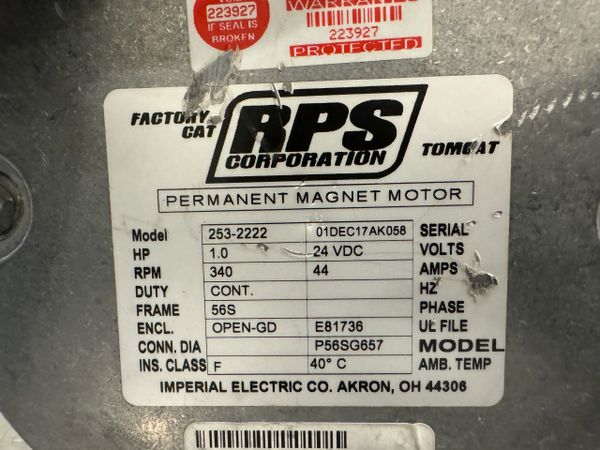 223927
IF SEAL IS
BROKEN
223927
PROTECTED
FACTORY
CAT
RPS
CORPORATION
TOMCAT
PERMANENT MAGNET MOTOR
Model 253-2222 01DEC17AK058 SERIAL
HP 1.0 24 VDC VOLTS
RPM 340 44 AMPS
DUTY CONT. HZ
FRAME 56S PHASE
ENCL. OPEN-GD E81736 UL FILE
CONN. DIA P56SG657 MODEL
INS. CLASS F 40° C AMB. TEMP
IMPERIAL ELECTRIC CO. AKRON, OH 44306